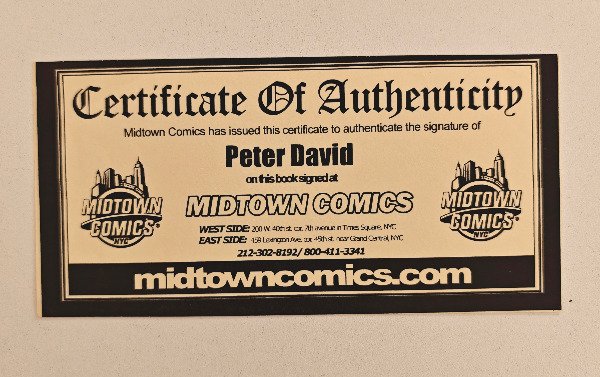 Certificate Of Authenticity
Midtown Comics has issued this certificate to authenticate the signature of
Peter David
on this book signed at
MIDTOWN COMICS
MIDTOWN
COMICS
NYC
MIDTOWN
COMICS®
NYC
WEST SIDE: 200 W. 40th st. cor. 7th avenue in Times Square, NYC
EAST SIDE: 459 Lexington Ave. cor. 45th st. near Grand Central, NYC
212-302-8192/ 800-411-3341
midtowncomics.com